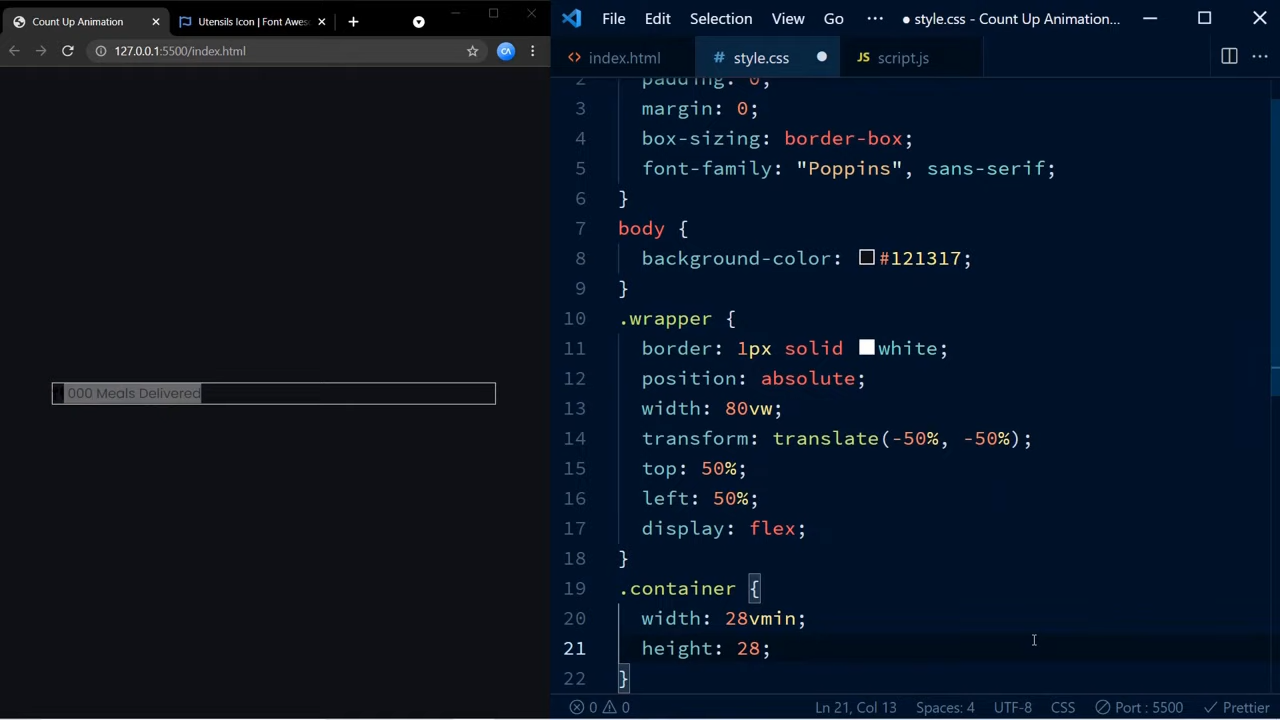 Count Up Animation
Utensils Icon | Font Awes
127.0.0.1:5500/index.html
000 Meals Delivered
File Edit Selection View Go ··· ● style.css - Count Up Animation...
<> index.html
# style.css ●
JS script.js
2 padding: 0;
3 margin: 0;
4 box-sizing: border-box;
5 font-family: "Poppins", sans-serif;
6 }
7 body {
8 background-color: #121317;
9 }
10 .wrapper {
11 border: 1px solid white;
12 position: absolute;
13 width: 80vw;
14 transform: translate(-50%, -50%);
15 top: 50%;
16 left: 50%;
17 display: flex;
18 }
19 .container {
20 width: 28vmin;
21 height: 28;
22 }
0 0 Ln 21, Col 13 Spaces: 4 UTF-8 CSS Port : 5500 Prettier